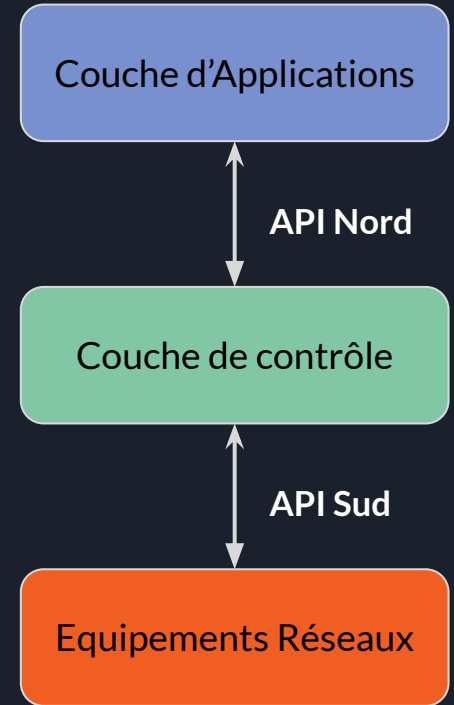 Couche d’Applications
API Nord
Couche de contrôle
API Sud
Equipements Réseaux